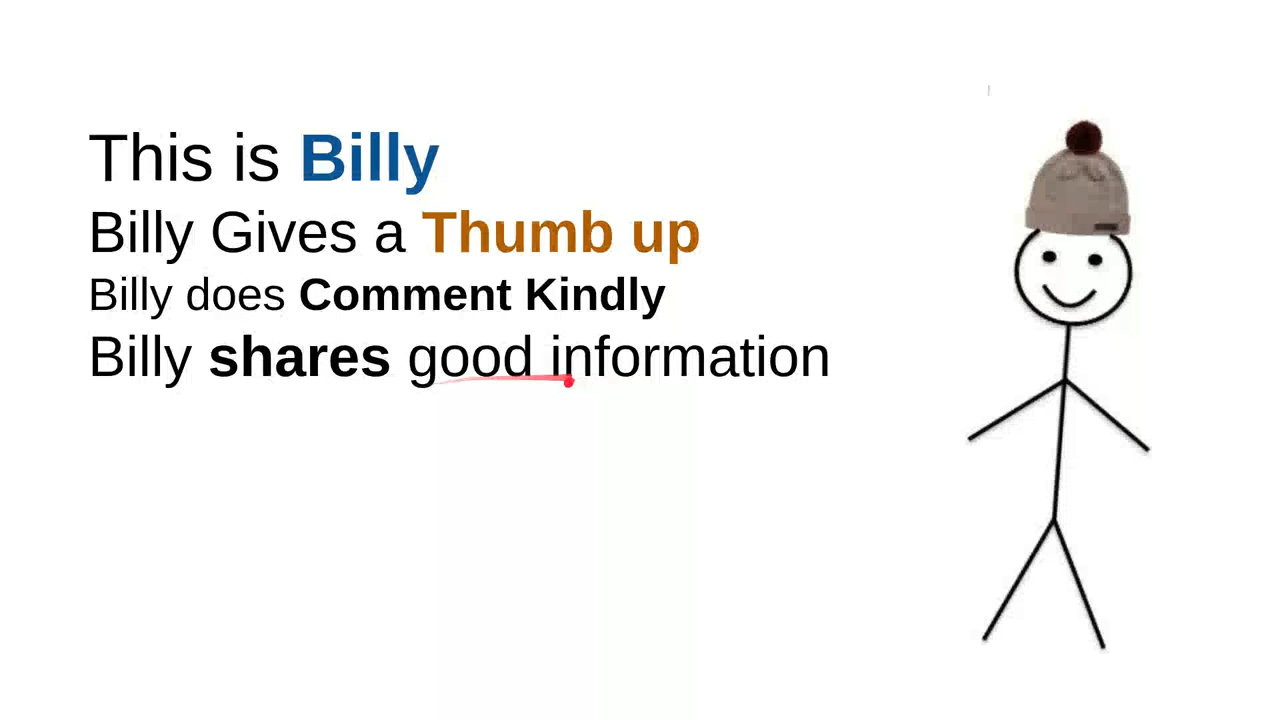 This is Billy
Billy Gives a Thumb up
Billy does Comment Kindly
Billy shares good information